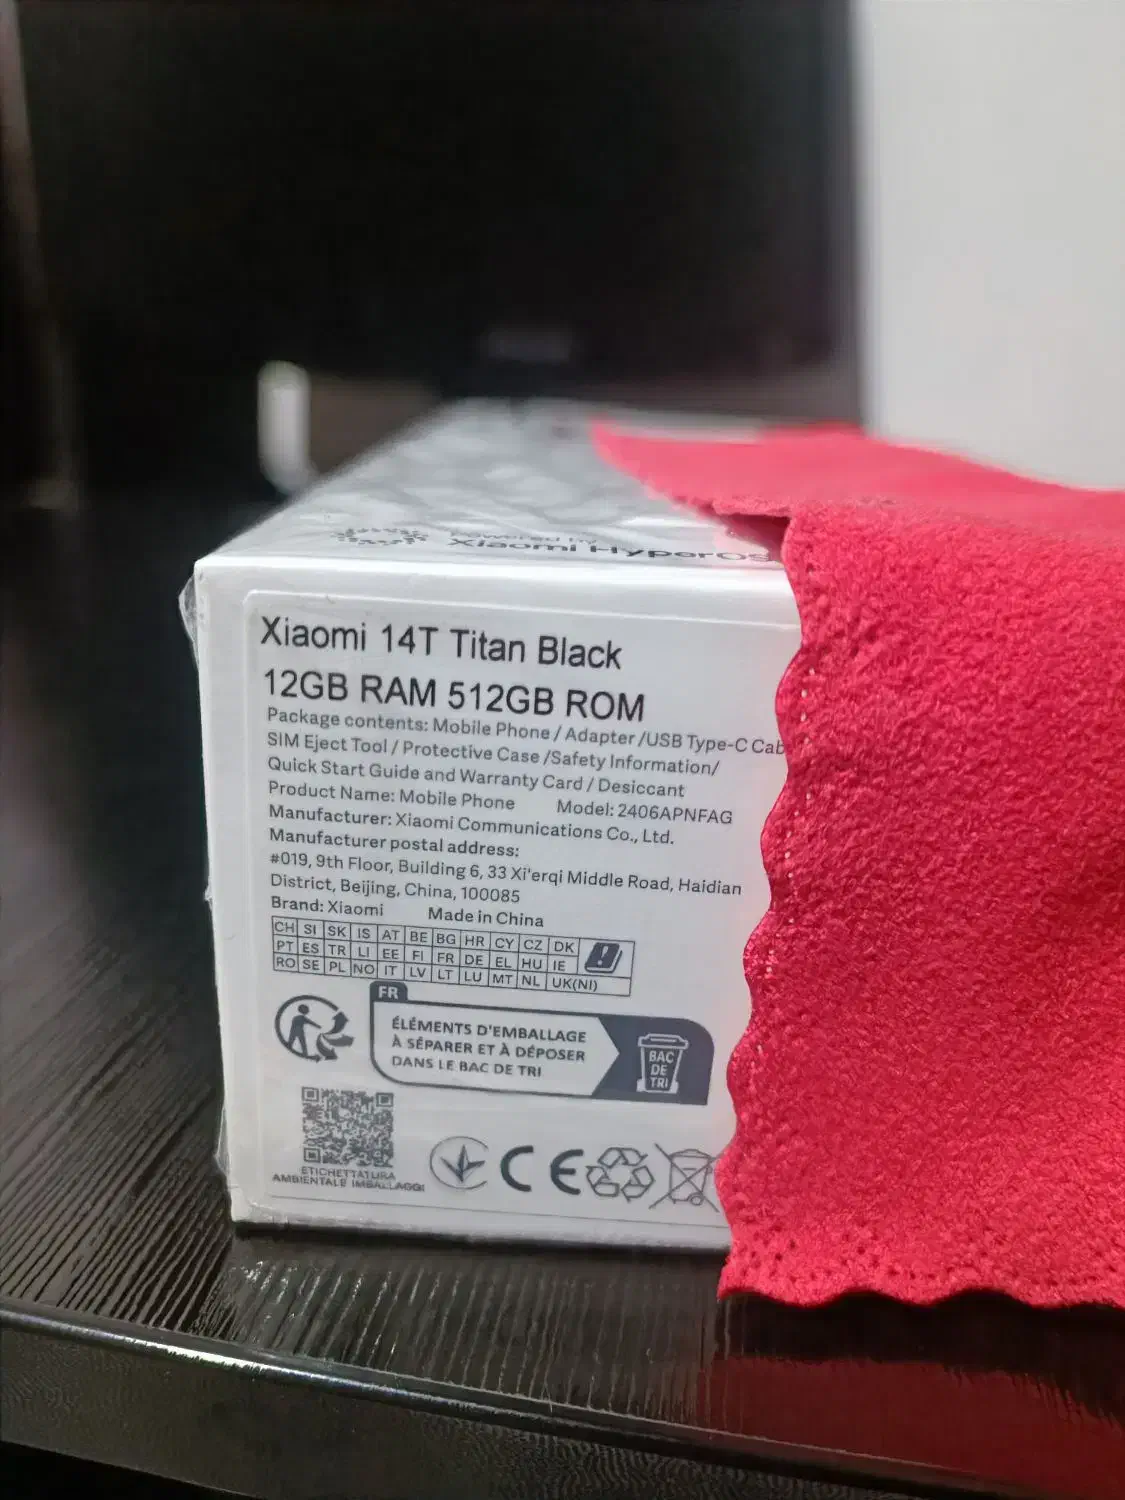 Powered by
Xiaomi HyperOS
Xiaomi 14T Titan Black
12GB RAM 512GB ROM
Package contents: Mobile Phone / Adapter /USB Type-C Cab
SIM Eject Tool / Protective Case /Safety Information/
Quick Start Guide and Warranty Card / Desiccant
Product Name: Mobile Phone Model: 2406APNFAG
Manufacturer: Xiaomi Communications Co., Ltd.
Manufacturer postal address:
#019, 9th Floor, Building 6, 33 Xi'erqi Middle Road, Haidian
District, Beijing, China, 100085
Brand: Xiaomi Made in China
CH SI SK IS AT BE BG HR CY CZ DK
PT ES TR LI EE FI FR DE EL HU IE
RO SE PL NO IT LV LT LU MT NL UK(NI)
FR
ÉLÉMENTS D'EMBALLAGE
À SÉPARER ET À DÉPOSER
DANS LE BAC DE TRI
BAC
DE
TRI
ETICHETTATURA
AMBIENTALE IMBALLAGGI
CE